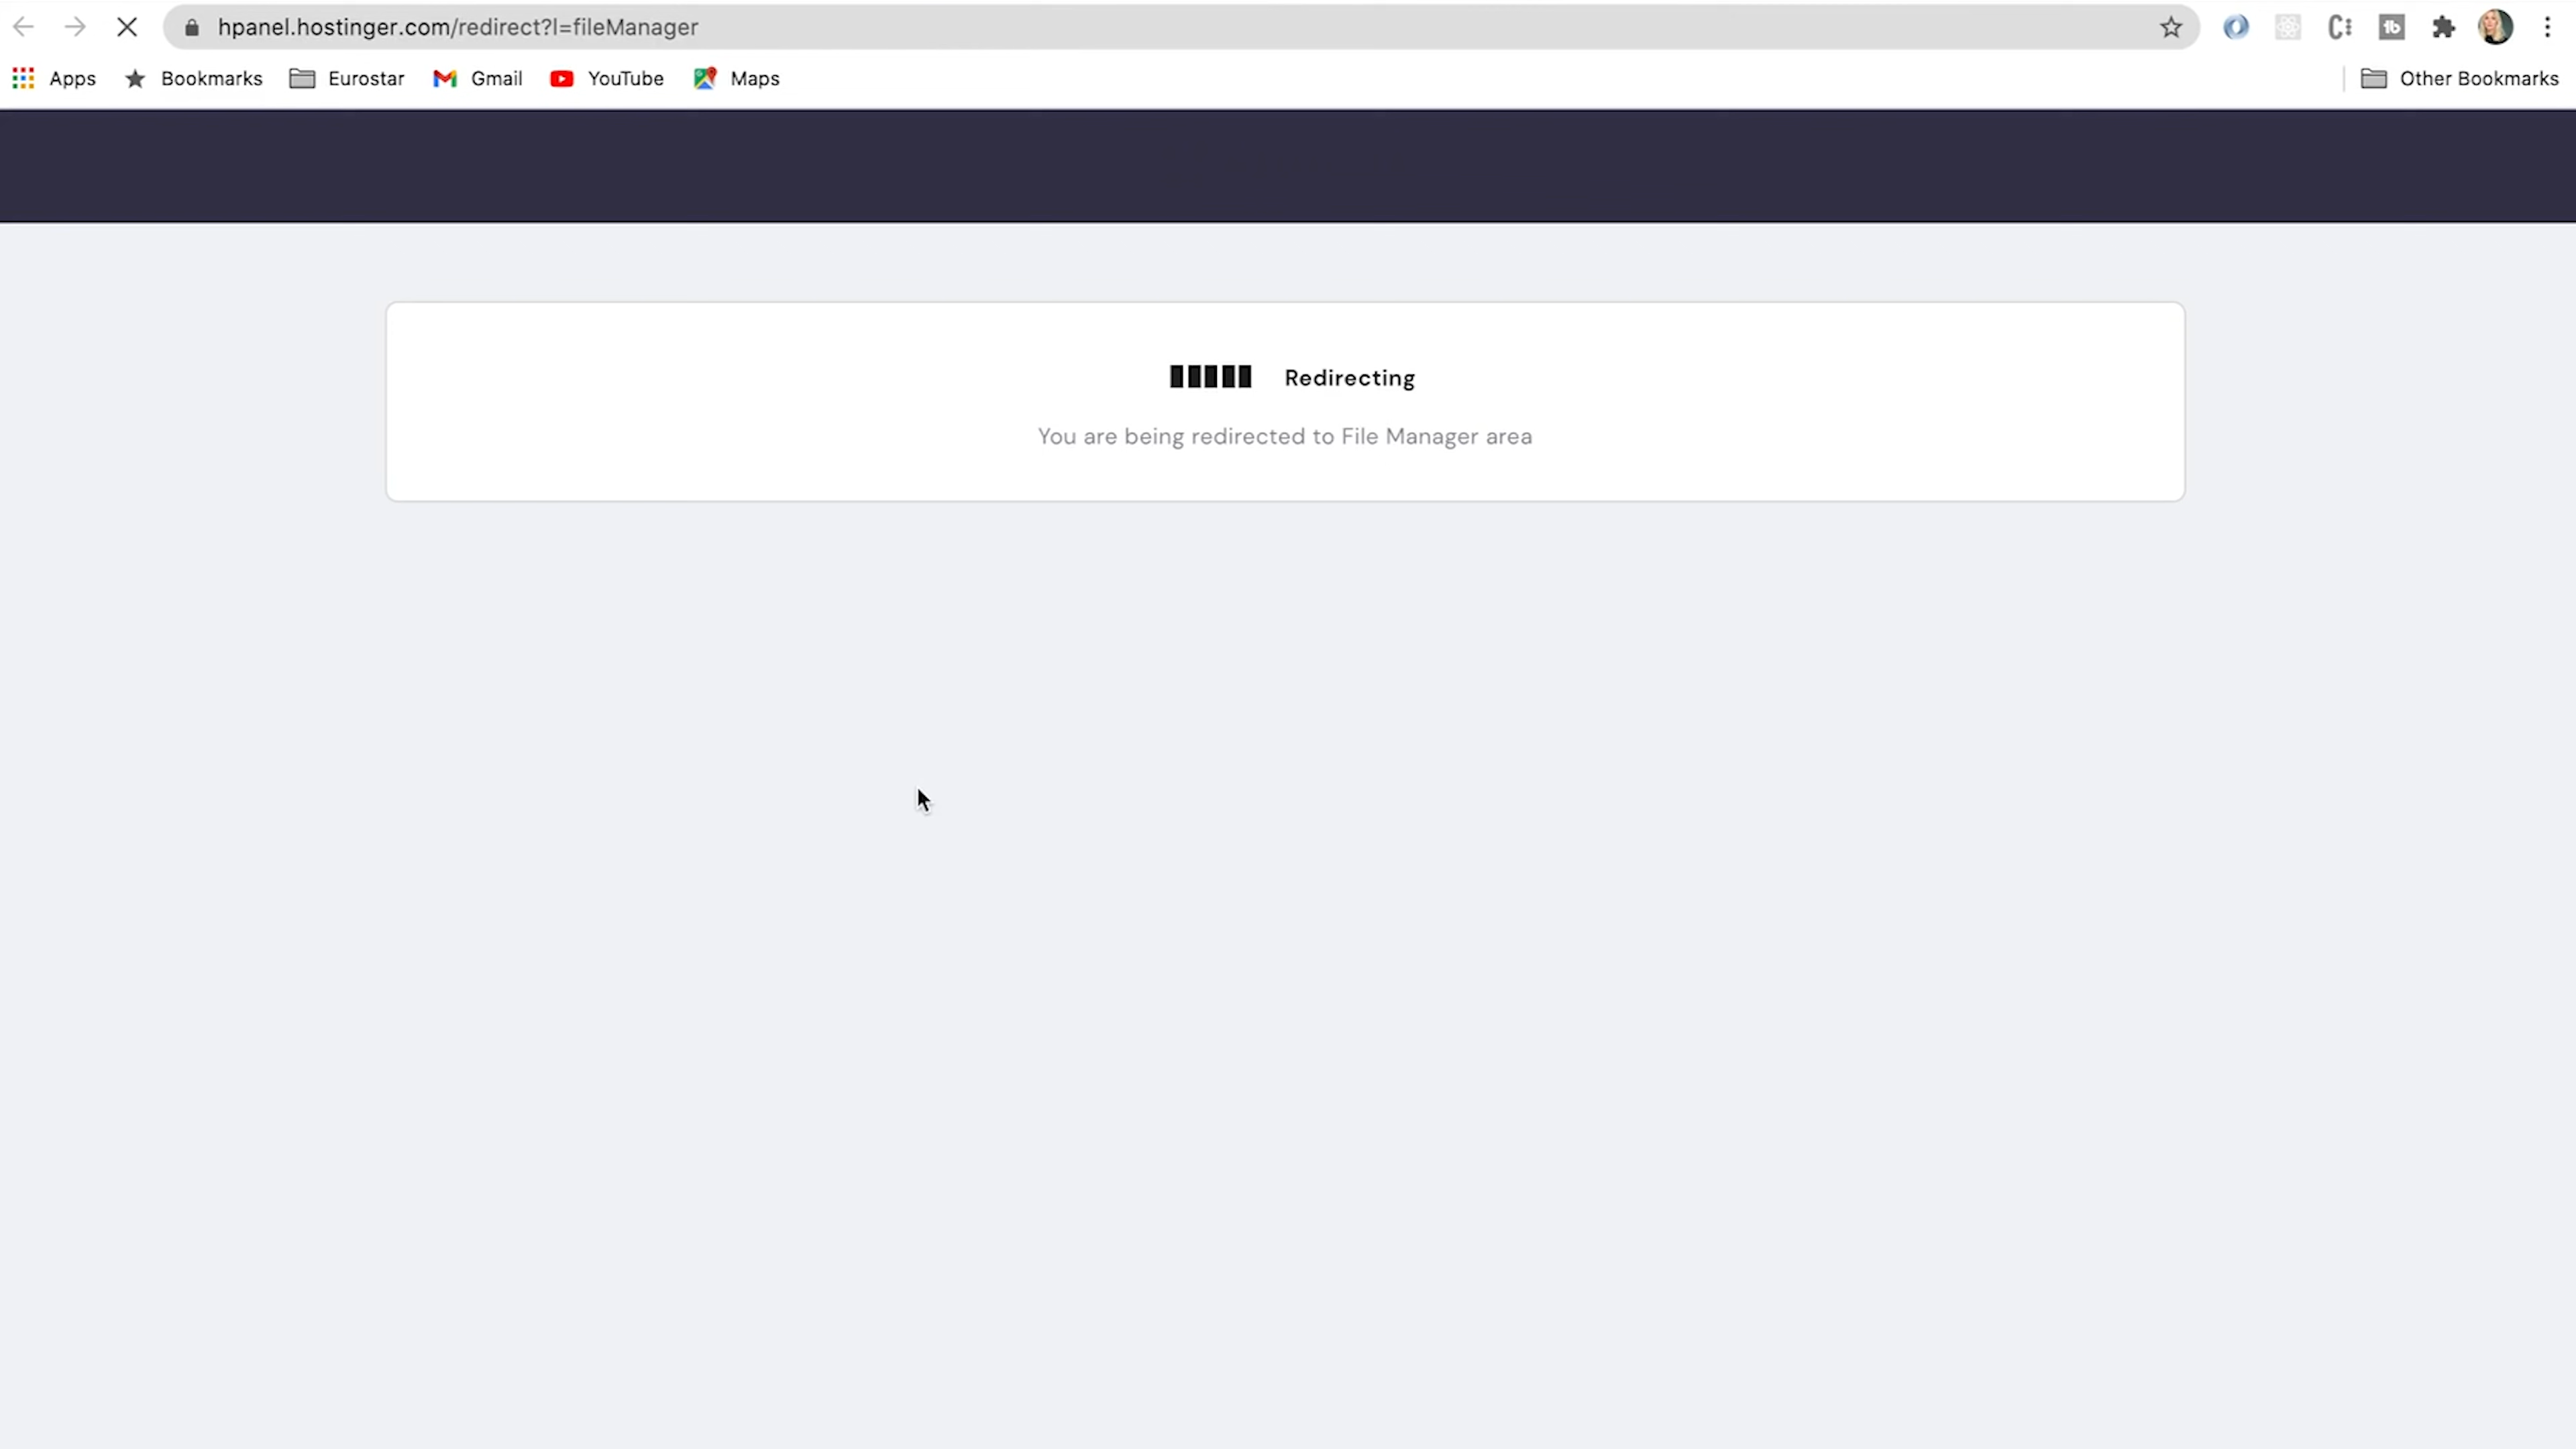 hpanel.hostinger.com/redirect?l=fileManager
Apps Bookmarks Eurostar Gmail YouTube Maps Other Bookmarks
Redirecting
You are being redirected to File Manager area